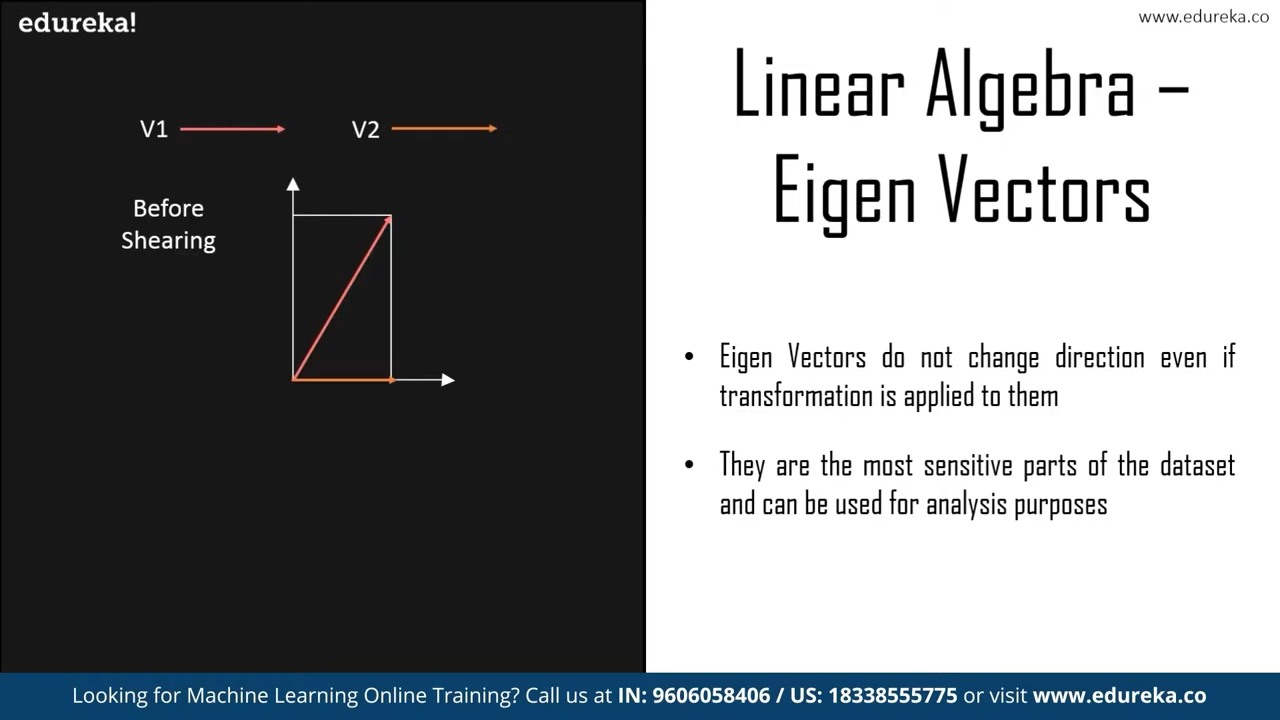 edureka!
www.edureka.co
V1
V2
Before
Shearing
Linear Algebra –
Eigen Vectors
• Eigen Vectors do not change direction even if
transformation is applied to them
• They are the most sensitive parts of the dataset
and can be used for analysis purposes
Looking for Machine Learning Online Training? Call us at IN: 9606058406 / US: 18338555775 or visit www.edureka.co